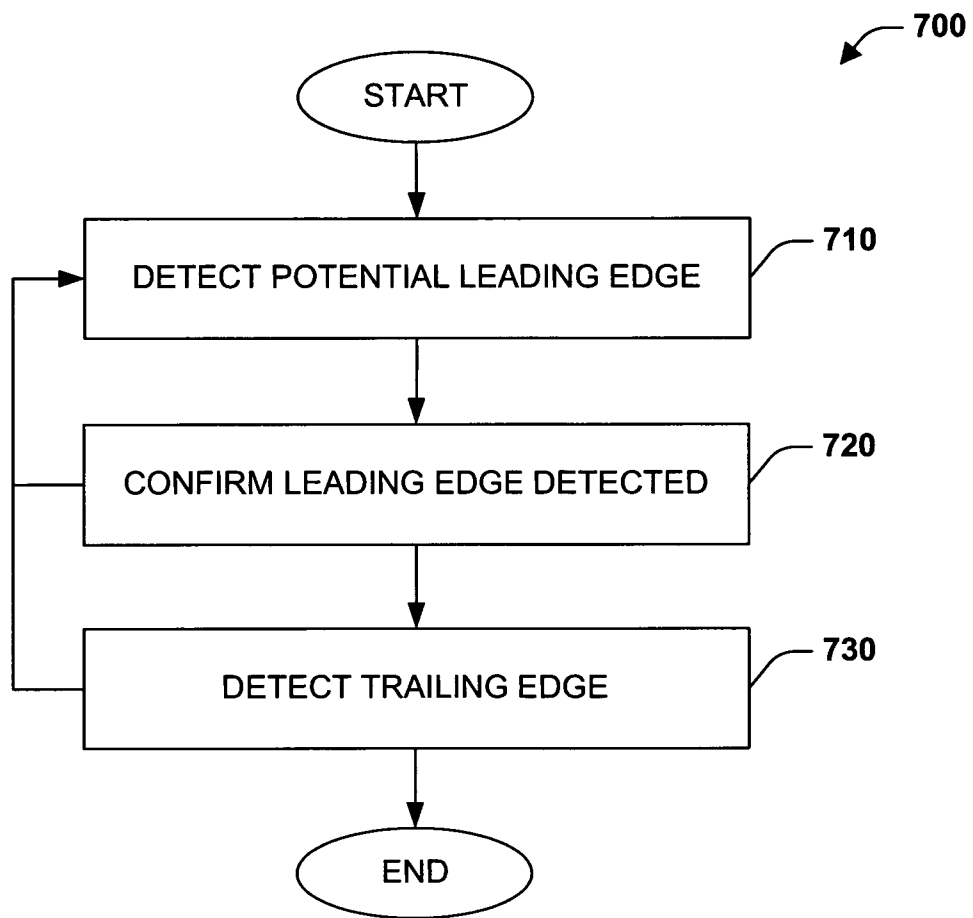 700
START
DETECT POTENTIAL LEADING EDGE
710
CONFIRM LEADING EDGE DETECTED
720
DETECT TRAILING EDGE
730
END